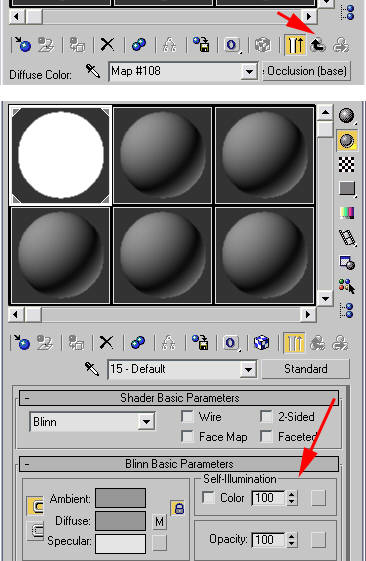 Diffuse Color: Map #108 : Occlusion (base)
15 - Default Standard
- Shader Basic Parameters
Blinn Wire 2-Sided
Face Map Faceted
- Blinn Basic Parameters
Self-Illumination
Ambient: Color 100
Diffuse: M
Specular: Opacity: 100